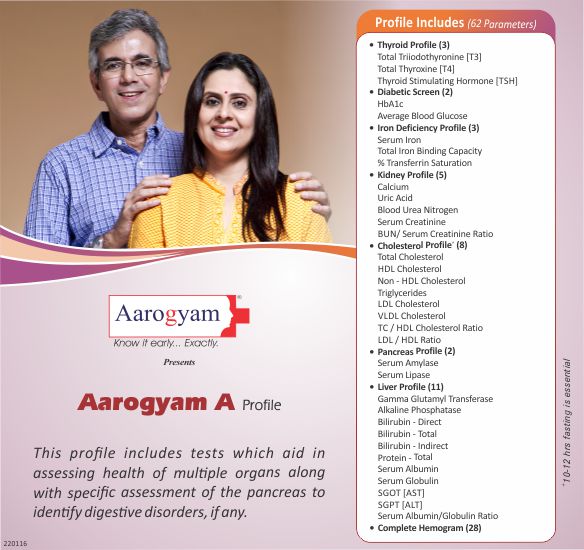 Aarogyam®
Know it early... Exactly.
Presents
Aarogyam A Profile
This profile includes tests which aid in
assessing health of multiple organs along
with specific assessment of the pancreas to
identify digestive disorders, if any.
220116
Profile Includes (62 Parameters)
• Thyroid Profile (3)
Total Triiodothyronine [T3]
Total Thyroxine [T4]
Thyroid Stimulating Hormone [TSH]
• Diabetic Screen (2)
HbA1c
Average Blood Glucose
• Iron Deficiency Profile (3)
Serum Iron
Total Iron Binding Capacity
% Transferrin Saturation
• Kidney Profile (5)
Calcium
Uric Acid
Blood Urea Nitrogen
Serum Creatinine
BUN/ Serum Creatinine Ratio
• Cholesterol Profile* (8)
Total Cholesterol
HDL Cholesterol
Non - HDL Cholesterol
Triglycerides
LDL Cholesterol
VLDL Cholesterol
TC / HDL Cholesterol Ratio
LDL / HDL Ratio
• Pancreas Profile (2)
Serum Amylase
Serum Lipase
• Liver Profile (11)
Gamma Glutamyl Transferase
Alkaline Phosphatase
Bilirubin - Direct
Bilirubin - Total
Bilirubin - Indirect
Protein - Total
Serum Albumin
Serum Globulin
SGOT [AST]
SGPT [ALT]
Serum Albumin/Globulin Ratio
• Complete Hemogram (28)
*10-12 hrs fasting is essential